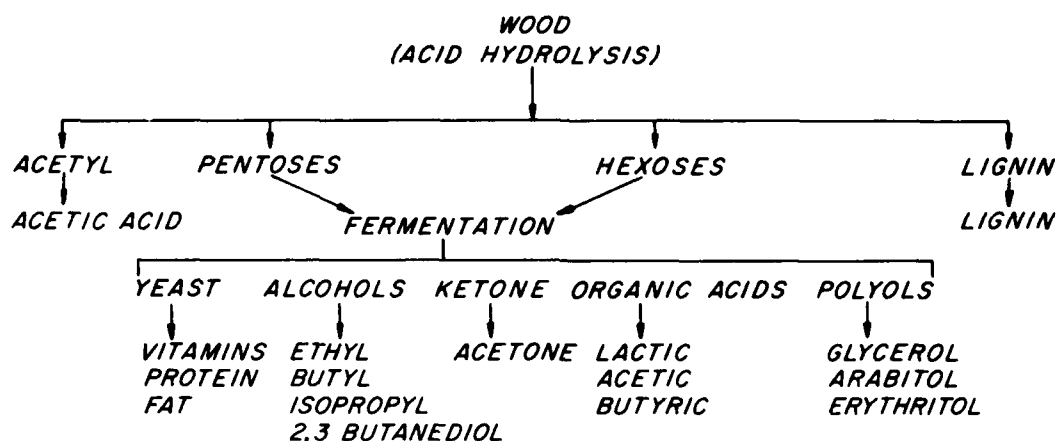 WOOD
(ACID HYDROLYSIS)
ACETYL PENTOSES HEXOSES LIGNIN
ACETIC ACID FERMENTATION LIGNIN
YEAST ALCOHOLS KETONE ORGANIC ACIDS POLYOLS
VITAMINS ETHYL ACETONE LACTIC GLYCEROL
PROTEIN BUTYL ACETIC ARABITOL
FAT ISOPROPYL BUTYRIC ERYTHRITOL
2.3 BUTANEDIOL